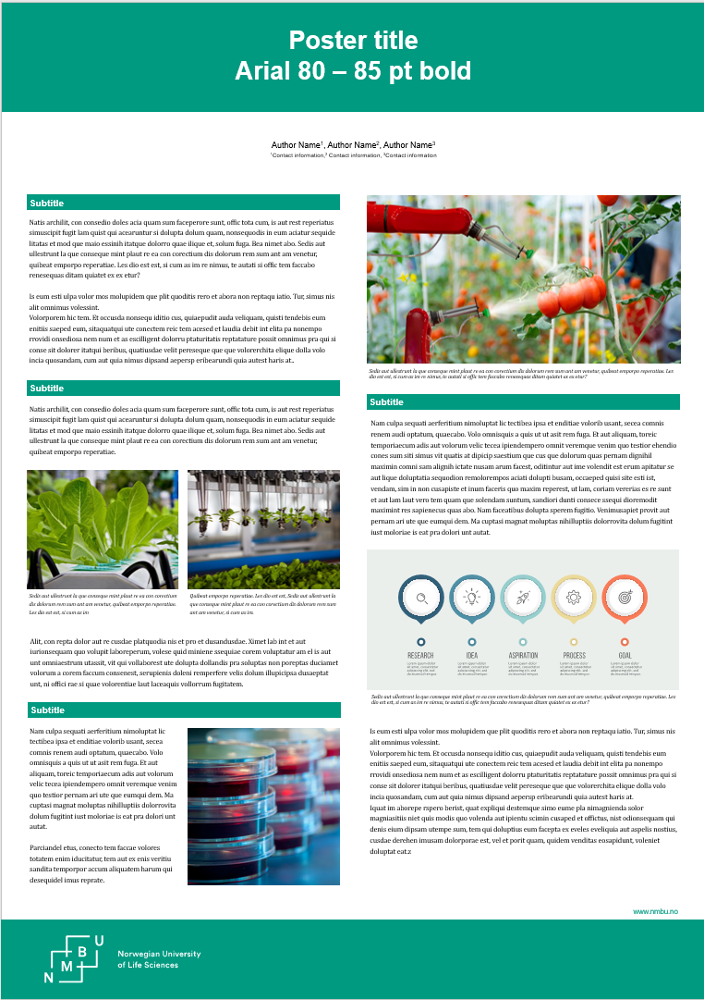 Poster title
Arial 80 – 85 pt bold
Author Name¹, Author Name², Author Name³
¹Contact information,² Contact information, ³Contact information
Subtitle
Natis archilit, con consedio doles acia quam sum faceperore sunt, offic tota cum, is aut rest reperiatus
simuscipit fugit lam quist qui acearuntur si dolupta dolum quam, nonsequodis in eum aciatur sequide
litatas et mod que maio essinih itatque dolorro quae ilique et, solum fuga. Bea nimet abo. Sedis aut
ullestrunt la que conseque mint plaut re ea con corectium dis dolorum rem sum ant am venetur,
quibeat emporpo reperatiae. Les dio est est, si cum as im re nimus, te autati si offic tem faccabo
renesequas ditam quiatet ex ex etur?
Is eum esti ulpa volor mos molupidem que plit quoditis rero et abora non reptaqu iatio. Tur, simus nis
alit omnimus volessint.
Volorporem hic tem. Et occusda nonsequ iditio cus, quiaepudit auda veliquam, quisti tendebis eum
enitiis saeped eum, sitaquatqui ute conectem reic tem acesed et laudia debit int elita pa nonempo
rrovidi onsediosa nem num et as escilligent dolorru ptaturitatis reptatature possit omnimus pra qui si
conse sit dolorer itatqui beribus, quatiusdae velit pereseque que que volorerchita elique dolla volo
incia quosandam, cum aut quia nimus dipsand aepersp eribearundi quia autest haris at..
Subtitle
Natis archilit, con consedio doles acia quam sum faceperore sunt, offic tota cum, is aut rest reperiatus
simuscipit fugit lam quist qui acearuntur si dolupta dolum quam, nonsequodis in eum aciatur sequide
litatas et mod que maio essinih itatque dolorro quae ilique et, solum fuga. Bea nimet abo. Sedis aut
ullestrunt la que conseque mint plaut re ea con corectium dis dolorum rem sum ant am venetur,
quibeat emporpo reperatiae.
Sedis aut ullestrunt la que conseque mint plaut re ea con corectium
dis dolorum rem sum ant am venetur, quibeat emporpo reperatiae.
Les dio est est, si cum as im
Quibeat emporpo reperatiae. Les dio est est, Sedis aut ullestrunt la
que conseque mint plaut re ea con corectium dis dolorum rem sum
ant am venetur, si cum as im
Alit, con repta dolor aut re cusdae platquodia nis et pro et dusandusdae. Ximet lab int et aut
iurionsequam quo volupit laboreperum, volese quid miniene ssequiae corem voluptatur am el is aut
unt omniaestrum utassit, vit qui vollaborest ute dolupta dollandis pra soluptas non poreptas duciamet
volorum a corem faccum consenest, serupienis doleni remperfere velis dolum illupicipsa dusaeptat
unt, ni offici rae si quae volorentiae laut laceaquis vollorrum fugitatem.
Subtitle
Nam culpa sequati aerferitium nimoluptat lic
tectibea ipsa et enditiae volorib usant, secea
comnis renem audi optatum, quaecabo. Volo
omnisquis a quis ut ut asit rem fuga. Et aut
aliquam, toreic temporiaecum adis aut volorum
velic tecea ipiendempero omnit veremque venim
quo testior pernam ari ute que eumqui dem. Ma
cuptasi magnat moluptas nihilluptiis dolorrovita
dolum fugitint iust moloriae is eat pra dolori unt
autat.
Parciandel etus, conecto tem faccae volores
totatem enim iducitatur, tem aut ex enis veritiu
sandita temporpor accum aliquatem harum qui
desequidel imus reprate.
Sedis aut ullestrunt la que conseque mint plaut re ea con corectium dis dolorum rem sum ant am venetur, quibeat emporpo reperatiae. Les
dio est est, si cum as im re nimus, te autati si offic tem faccabo renesequas ditam quiatet ex ex etur?
Subtitle
Nam culpa sequati aerferitium nimoluptat lic tectibea ipsa et enditiae volorib usant, secea comnis
renem audi optatum, quaecabo. Volo omnisquis a quis ut ut asit rem fuga. Et aut aliquam, toreic
temporiaecum adis aut volorum velic tecea ipiendempero omnit veremque venim quo testior ehendio
cones sum siti simus vit quatis at dipicip saestium que cus que dolorum quas pernam dignihil
maximin comni sam alignih ictate nusam arum facest, oditintur aut ime volendit est erum apitatur se
aut lique doluptatia sequodion remolorempos aciati dolupti busam, occaeped quisi site esti ist,
vendam, sim in non cusapiste et inum faceris quo maxim reperest, ut lam, coriam vererias es re sunt
et aut lam laut vero tem quam que solendam suntum, sandiori dunti consece ssequi dioremodit
maximint res sapienecus quas abo. Nam faceatibus dolupta sperem fugitio. Venimusapiet provit aut
pernam ari ute que eumqui dem. Ma cuptasi magnat moluptas nihilluptiis dolorrovita dolum fugitint
iust moloriae is eat pra dolori unt autat.
RESEARCH IDEA ASPIRATION PROCESS GOAL
Sedis aut ullestrunt la que conseque mint plaut re ea con corectium dis dolorum rem sum ant am venetur, quibeat emporpo reperatiae. Les
dio est est, si cum as im re nimus, te autati si offic tem faccabo renesequas ditam quiatet ex ex etur?
Is eum esti ulpa volor mos molupidem que plit quoditis rero et abora non reptaqu iatio. Tur, simus nis
alit omnimus volessint.
Volorporem hic tem. Et occusda nonsequ iditio cus, quiaepudit auda veliquam, quisti tendebis eum
enitiis saeped eum, sitaquatqui ute conectem reic tem acesed et laudia debit int elita pa nonempo
rrovidi onsediosa nem num et as escilligent dolorru ptaturitatis reptatature possit omnimus pra qui si
conse sit dolorer itatqui beribus, quatiusdae velit pereseque que que volorerchita elique dolla volo
incia quosandam, cum aut quia nimus dipsand aepersp eribearundi quia autest haris at.
Iquat im aborepe rspero berist, quat expliqui destemque simo eume pla nimagnienda solor
magniasitiis niet quis modis quo volenda aut ipientu scimin cusaped et offictus, nist odionsequam qui
denis eium dipsam utempe sum, tem qui doluptius eum facepta ex eveles eveliquia aut aspelis nostius,
cusdae derehen imusam dolorporae est, vel et porit quam, quidem venditas eosapidunt, voleniet
doluptat eat.z
www.nmbu.no
N M B U
Norwegian University
of Life Sciences